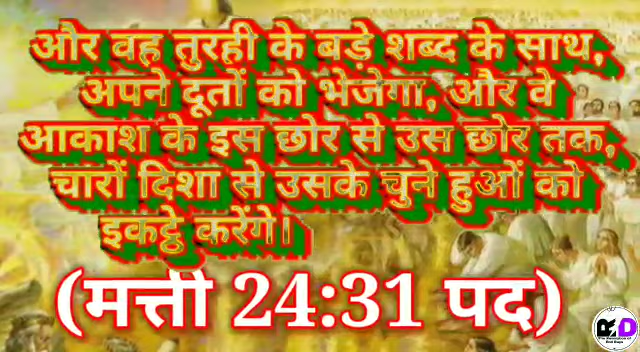 और वह तुरही के बड़े शब्द के साथ,
अपने दूतों को भेजेगा, और वे
आकाश के इस छोर से उस छोर तक,
चारों दिशा से उसके चुने हुओं को
इकट्ठे करेंगे।
(मत्ती 24:31 पद)